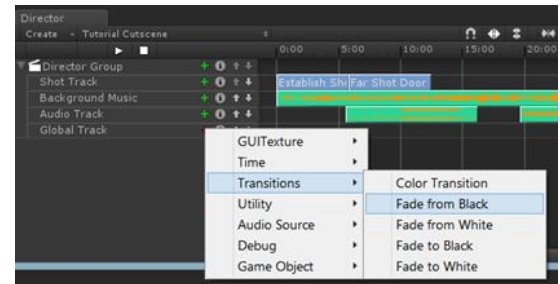 Director
Create - Tutorial Cutscene
0:00 5:00 10:00 15:00 20:00
Director Group
Shot Track
Establish Sho Far Shot Door
Background Music
Audio Track
Global Track
GUITexture
Time
Transitions
Utility
Audio Source
Debug
Game Object
Color Transition
Fade from Black
Fade from White
Fade to Black
Fade to White